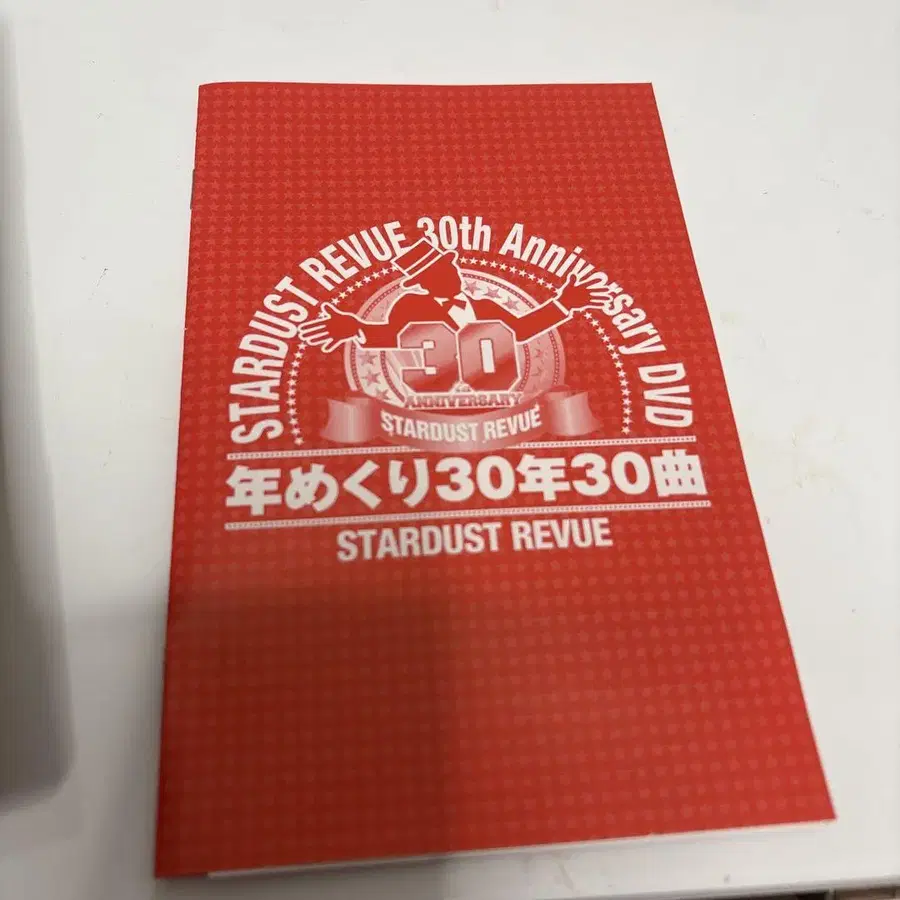 STARDUST REVUE 30th Anniversary DVD
30
th
ANNIVERSARY
STARDUST REVUE
年めくり30年30曲
STARDUST REVUE